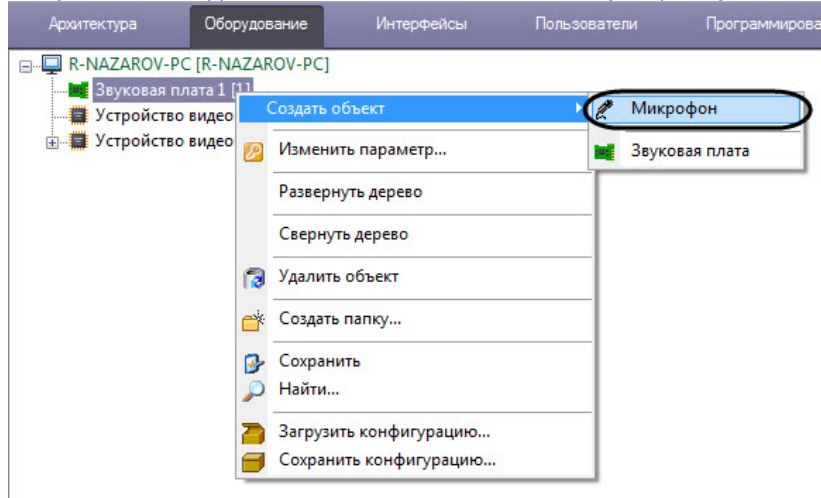 Архитектура Оборудование Интерфейсы Пользователи Программирова
R-NAZAROV-PC [R-NAZAROV-PC]
Звуковая плата 1 [1]
Создать объект
Микрофон
Устройство видео
Звуковая плата
Устройство видео
Изменить параметр...
Развернуть дерево
Свернуть дерево
Удалить объект
Создать папку...
Сохранить
Найти...
Загрузить конфигурацию...
Сохранить конфигурацию...